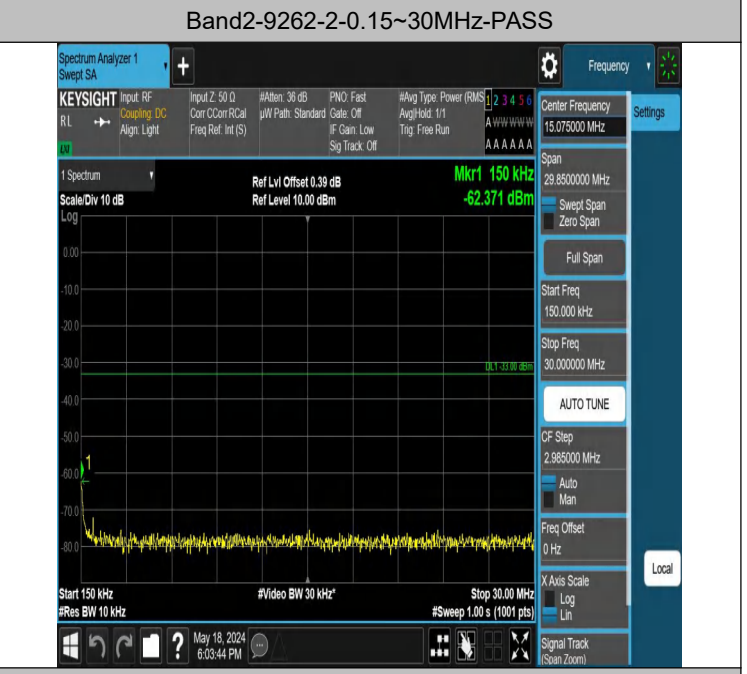 Band2-9262-2-0.15~30MHz-PASS
Spectrum Analyzer 1
Swept SA
Frequency
KEYSIGHT
RL
LXI
Input: RF
Coupling: DC
Align: Light
Input Z: 50 Ω
Corr CCorr RCal
Freq Ref: Int (S)
#Atten: 36 dB
µW Path: Standard
PNO: Fast
Gate: Off
IF Gain: Low
Sig Track: Off
#Avg Type: Power (RMS
Avg|Hold: 1/1
Trig: Free Run
1 2 3 4 5 6
A W W W W W
A A A A A A
1 Spectrum
Scale/Div 10 dB
Log
Ref Lvl Offset 0.39 dB
Ref Level 10.00 dBm
Mkr1 150 kHz
-62.371 dBm
0.00
-10.0
-20.0
-30.0
DL1 -33.00 dBm
-40.0
-50.0
1
-60.0
-70.0
-80.0
Start 150 kHz
#Res BW 10 kHz
#Video BW 30 kHz*
Stop 30.00 MHz
#Sweep 1.00 s (1001 pts)
Center Frequency
15.075000 MHz
Settings
Span
29.8500000 MHz
Swept Span
Zero Span
Full Span
Start Freq
150.000 kHz
Stop Freq
30.000000 MHz
AUTO TUNE
CF Step
2.985000 MHz
Auto
Man
Freq Offset
0 Hz
X Axis Scale
Log
Lin
Local
Signal Track
(Span Zoom)
?
May 18, 2024
6:03:44 PM